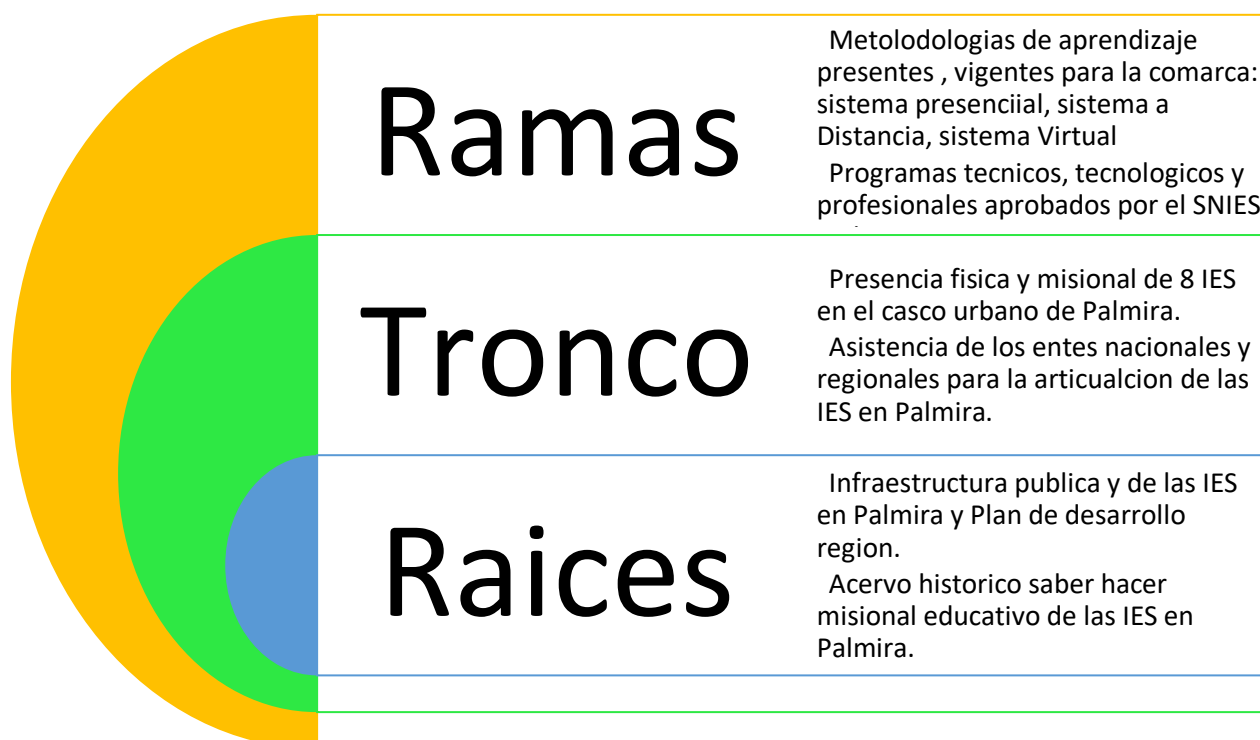 Ramas
Metolodologias de aprendizaje
presentes , vigentes para la comarca:
sistema presenciial, sistema a
Distancia, sistema Virtual
Programas tecnicos, tecnologicos y
profesionales aprobados por el SNIES
Tronco
Presencia fisica y misional de 8 IES
en el casco urbano de Palmira.
Asistencia de los entes nacionales y
regionales para la articualcion de las
IES en Palmira.
Raices
Infraestructura publica y de las IES
en Palmira y Plan de desarrollo
region.
Acervo historico saber hacer
misional educativo de las IES en
Palmira.